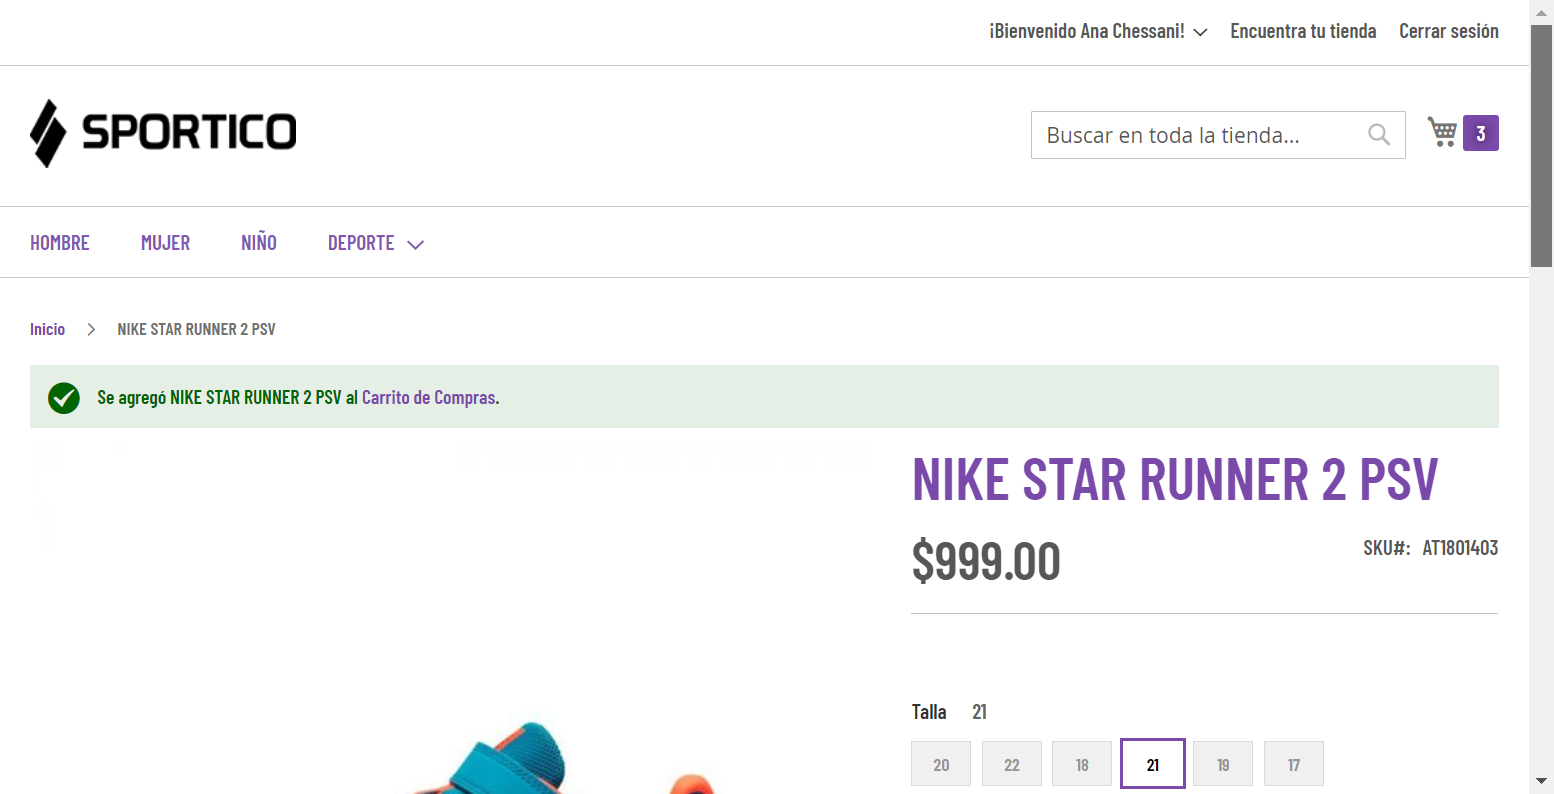 ¡Bienvenido Ana Chessani! Encuentra tu tienda Cerrar sesión
SPORTICO
Buscar en toda la tienda... 3
HOMBRE MUJER NIÑO DEPORTE
Inicio > NIKE STAR RUNNER 2 PSV
Se agregó NIKE STAR RUNNER 2 PSV al Carrito de Compras.
NIKE STAR RUNNER 2 PSV
$999.00 SKU#: AT1801403
Talla 21
20 22 18 21 19 17